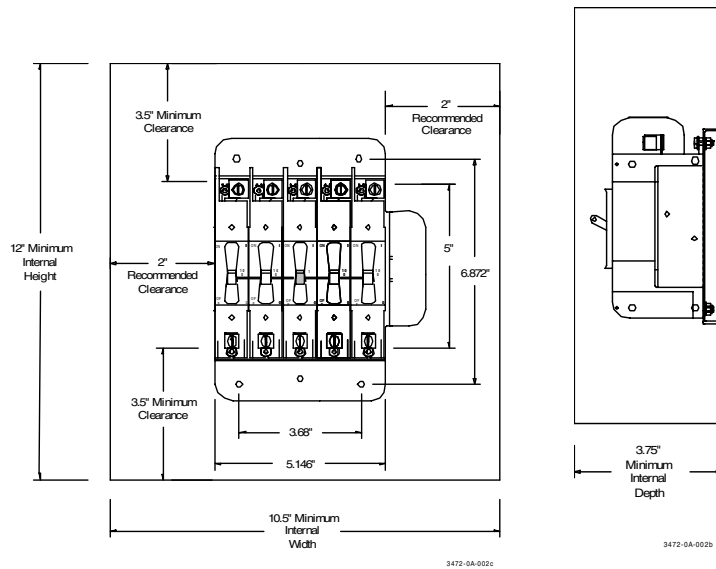 3.5" Minimum
Clearance
2"
Recommended
Clearance
12" Minimum
Internal
Height
2"
Recommended
Clearance
5"
6.872"
3.5" Minimum
Clearance
3.68"
5.146"
10.5" Minimum
Internal
Width
3472-0A-002c
3.75"
Minimum
Internal
Depth
3472-0A-002b